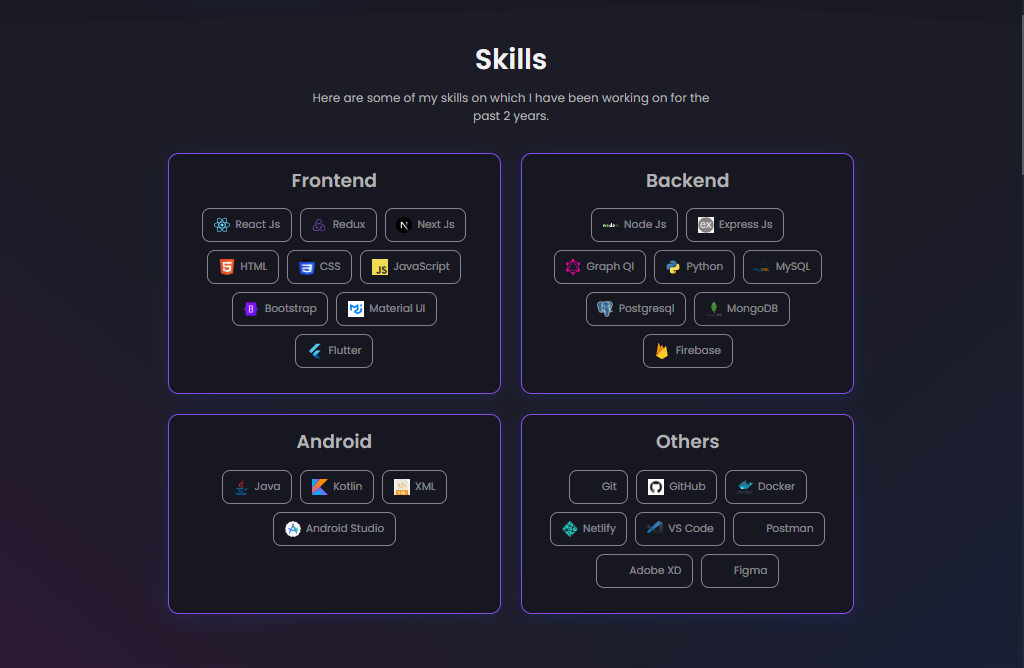 Skills
Here are some of my skills on which I have been working on for the
past 2 years.
Frontend
React Js Redux Next Js
HTML CSS JavaScript
Bootstrap Material UI
Flutter
Backend
Node Js Express Js
Graph Ql Python MySQL
Postgresql MongoDB
Firebase
Android
Java Kotlin XML
Android Studio
Others
Git GitHub Docker
Netlify VS Code Postman
Adobe XD Figma